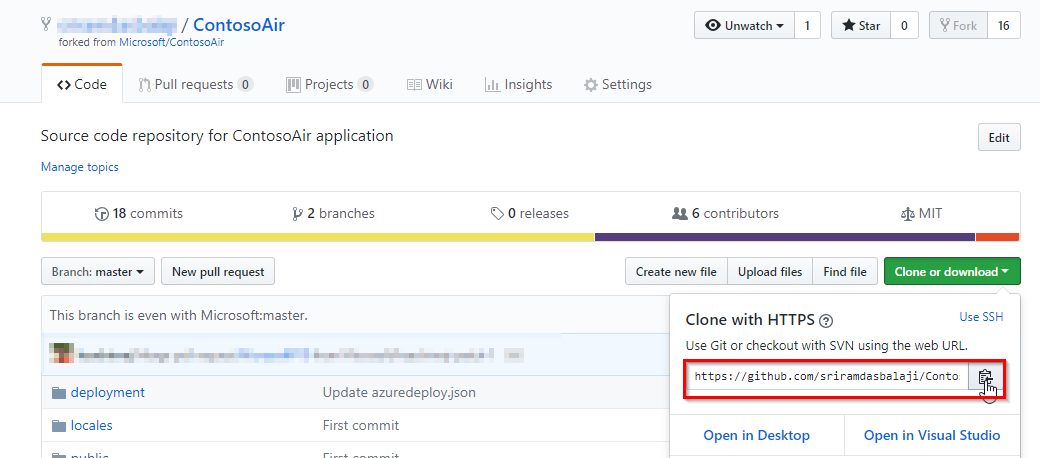 / ContosoAir
forked from Microsoft/ContosoAir
Unwatch 1 Star 0 Fork 16
Code Pull requests 0 Projects 0 Wiki Insights Settings
Source code repository for ContosoAir application
Edit
Manage topics
18 commits 2 branches 0 releases 6 contributors MIT
Branch: master New pull request Create new file Upload files Find file Clone or download
This branch is even with Microsoft:master.
Clone with HTTPS ? Use SSH
Use Git or checkout with SVN using the web URL.
https://github.com/sriramdasbalaji/Conto
deployment Update azuredeploy.json
locales First commit
public First commit
Open in Desktop Open in Visual Studio